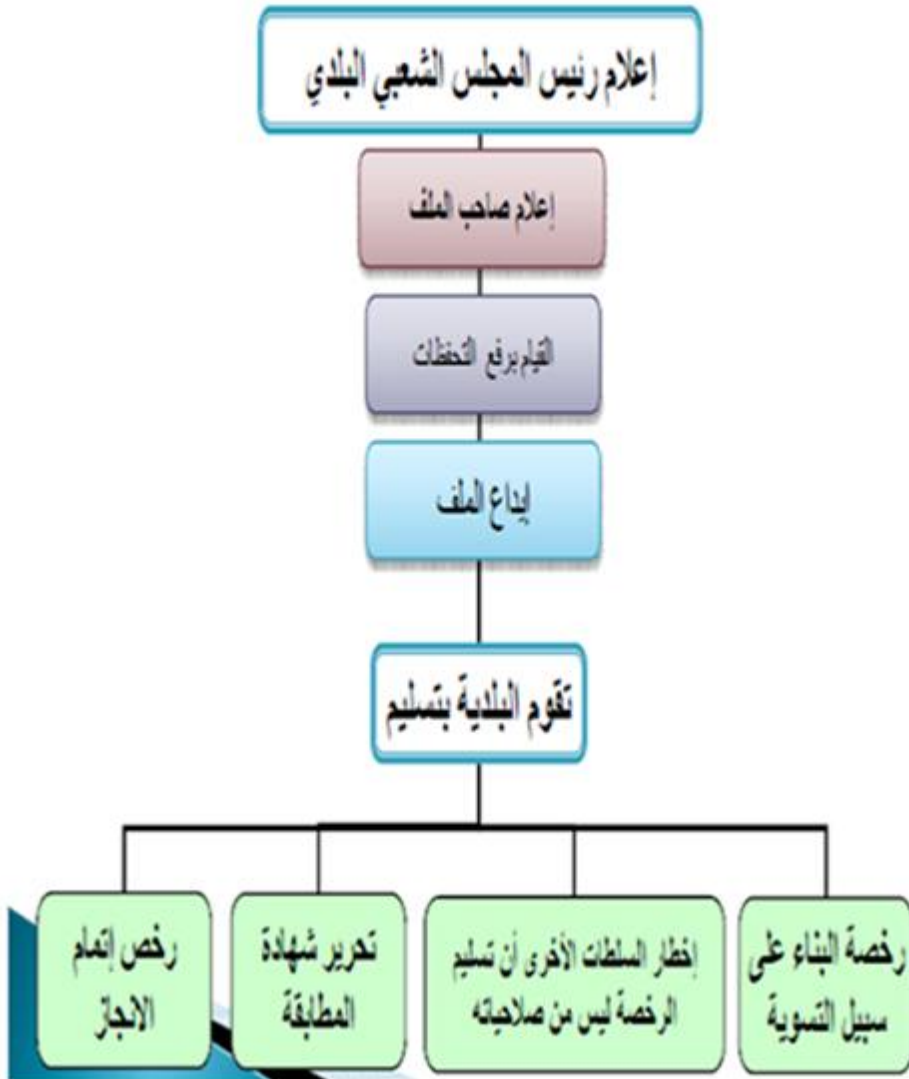 إعلام رئيس المجلس الشعبي البلدي
إعلام صاحب الملف
القيام برفع التحفظات
إيداع الملف
تقوم البلدية بتسليم
رخصة البناء على
سبيل التسوية
إخطار السلطات الأخرى أن تسليم
الرخصة ليس من صلاحياته
تحرير شهادة
المطابقة
رخص إتمام
الانجاز